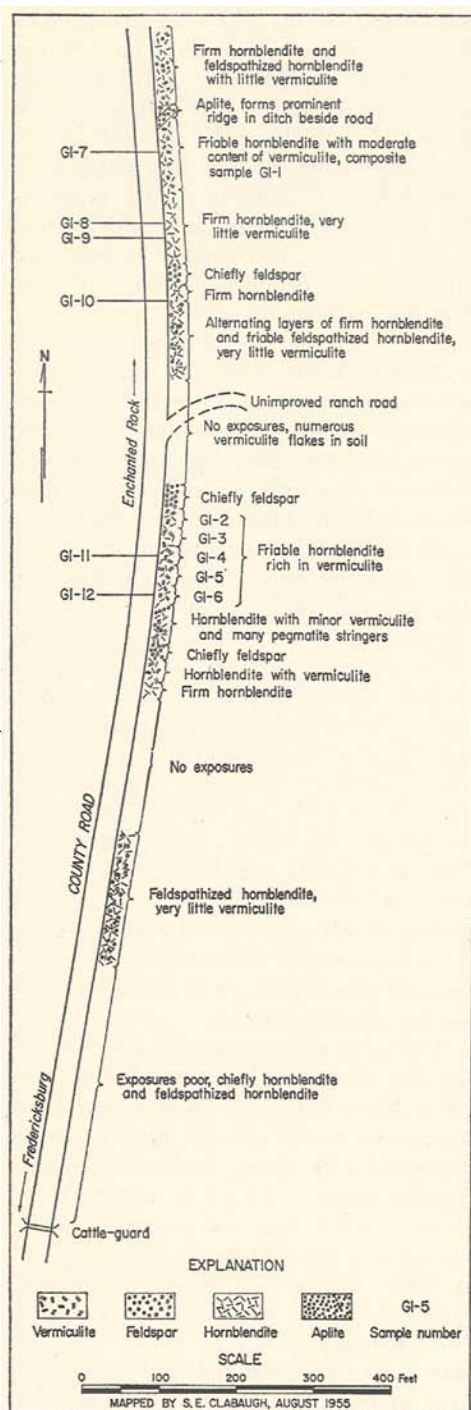 Firm hornblendite and
feldspathized hornblendite
with little vermiculite
Aplite, forms prominent
ridge in ditch beside road
GI-7
Friable hornblendite with moderate
content of vermiculite, composite
sample GI-1
GI-8
GI-9
Firm hornblendite, very
little vermiculite
Chiefly feldspar
GI-10
Firm hornblendite
Alternating layers of firm hornblendite
and friable feldspathized hornblendite,
very little vermiculite
N
Enchanted Rock
Unimproved ranch road
No exposures, numerous
vermiculite flakes in soil
Chiefly feldspar
GI-2
GI-3
GI-11
GI-4
GI-5
GI-12
GI-6
Friable hornblendite
rich in vermiculite
Hornblendite with minor vermiculite
and many pegmatite stringers
Chiefly feldspar
Hornblendite with vermiculite
Firm hornblendite
No exposures
COUNTY ROAD
Feldspathized hornblendite,
very little vermiculite
Exposures poor, chiefly hornblendite
and feldspathized hornblendite
Fredericksburg
Cattle-guard
EXPLANATION
Vermiculite Feldspar Hornblendite Aplite GI-5 Sample number
SCALE
0 100 200 300 400 Feet
MAPPED BY S.E. CLABAUGH, AUGUST 1955